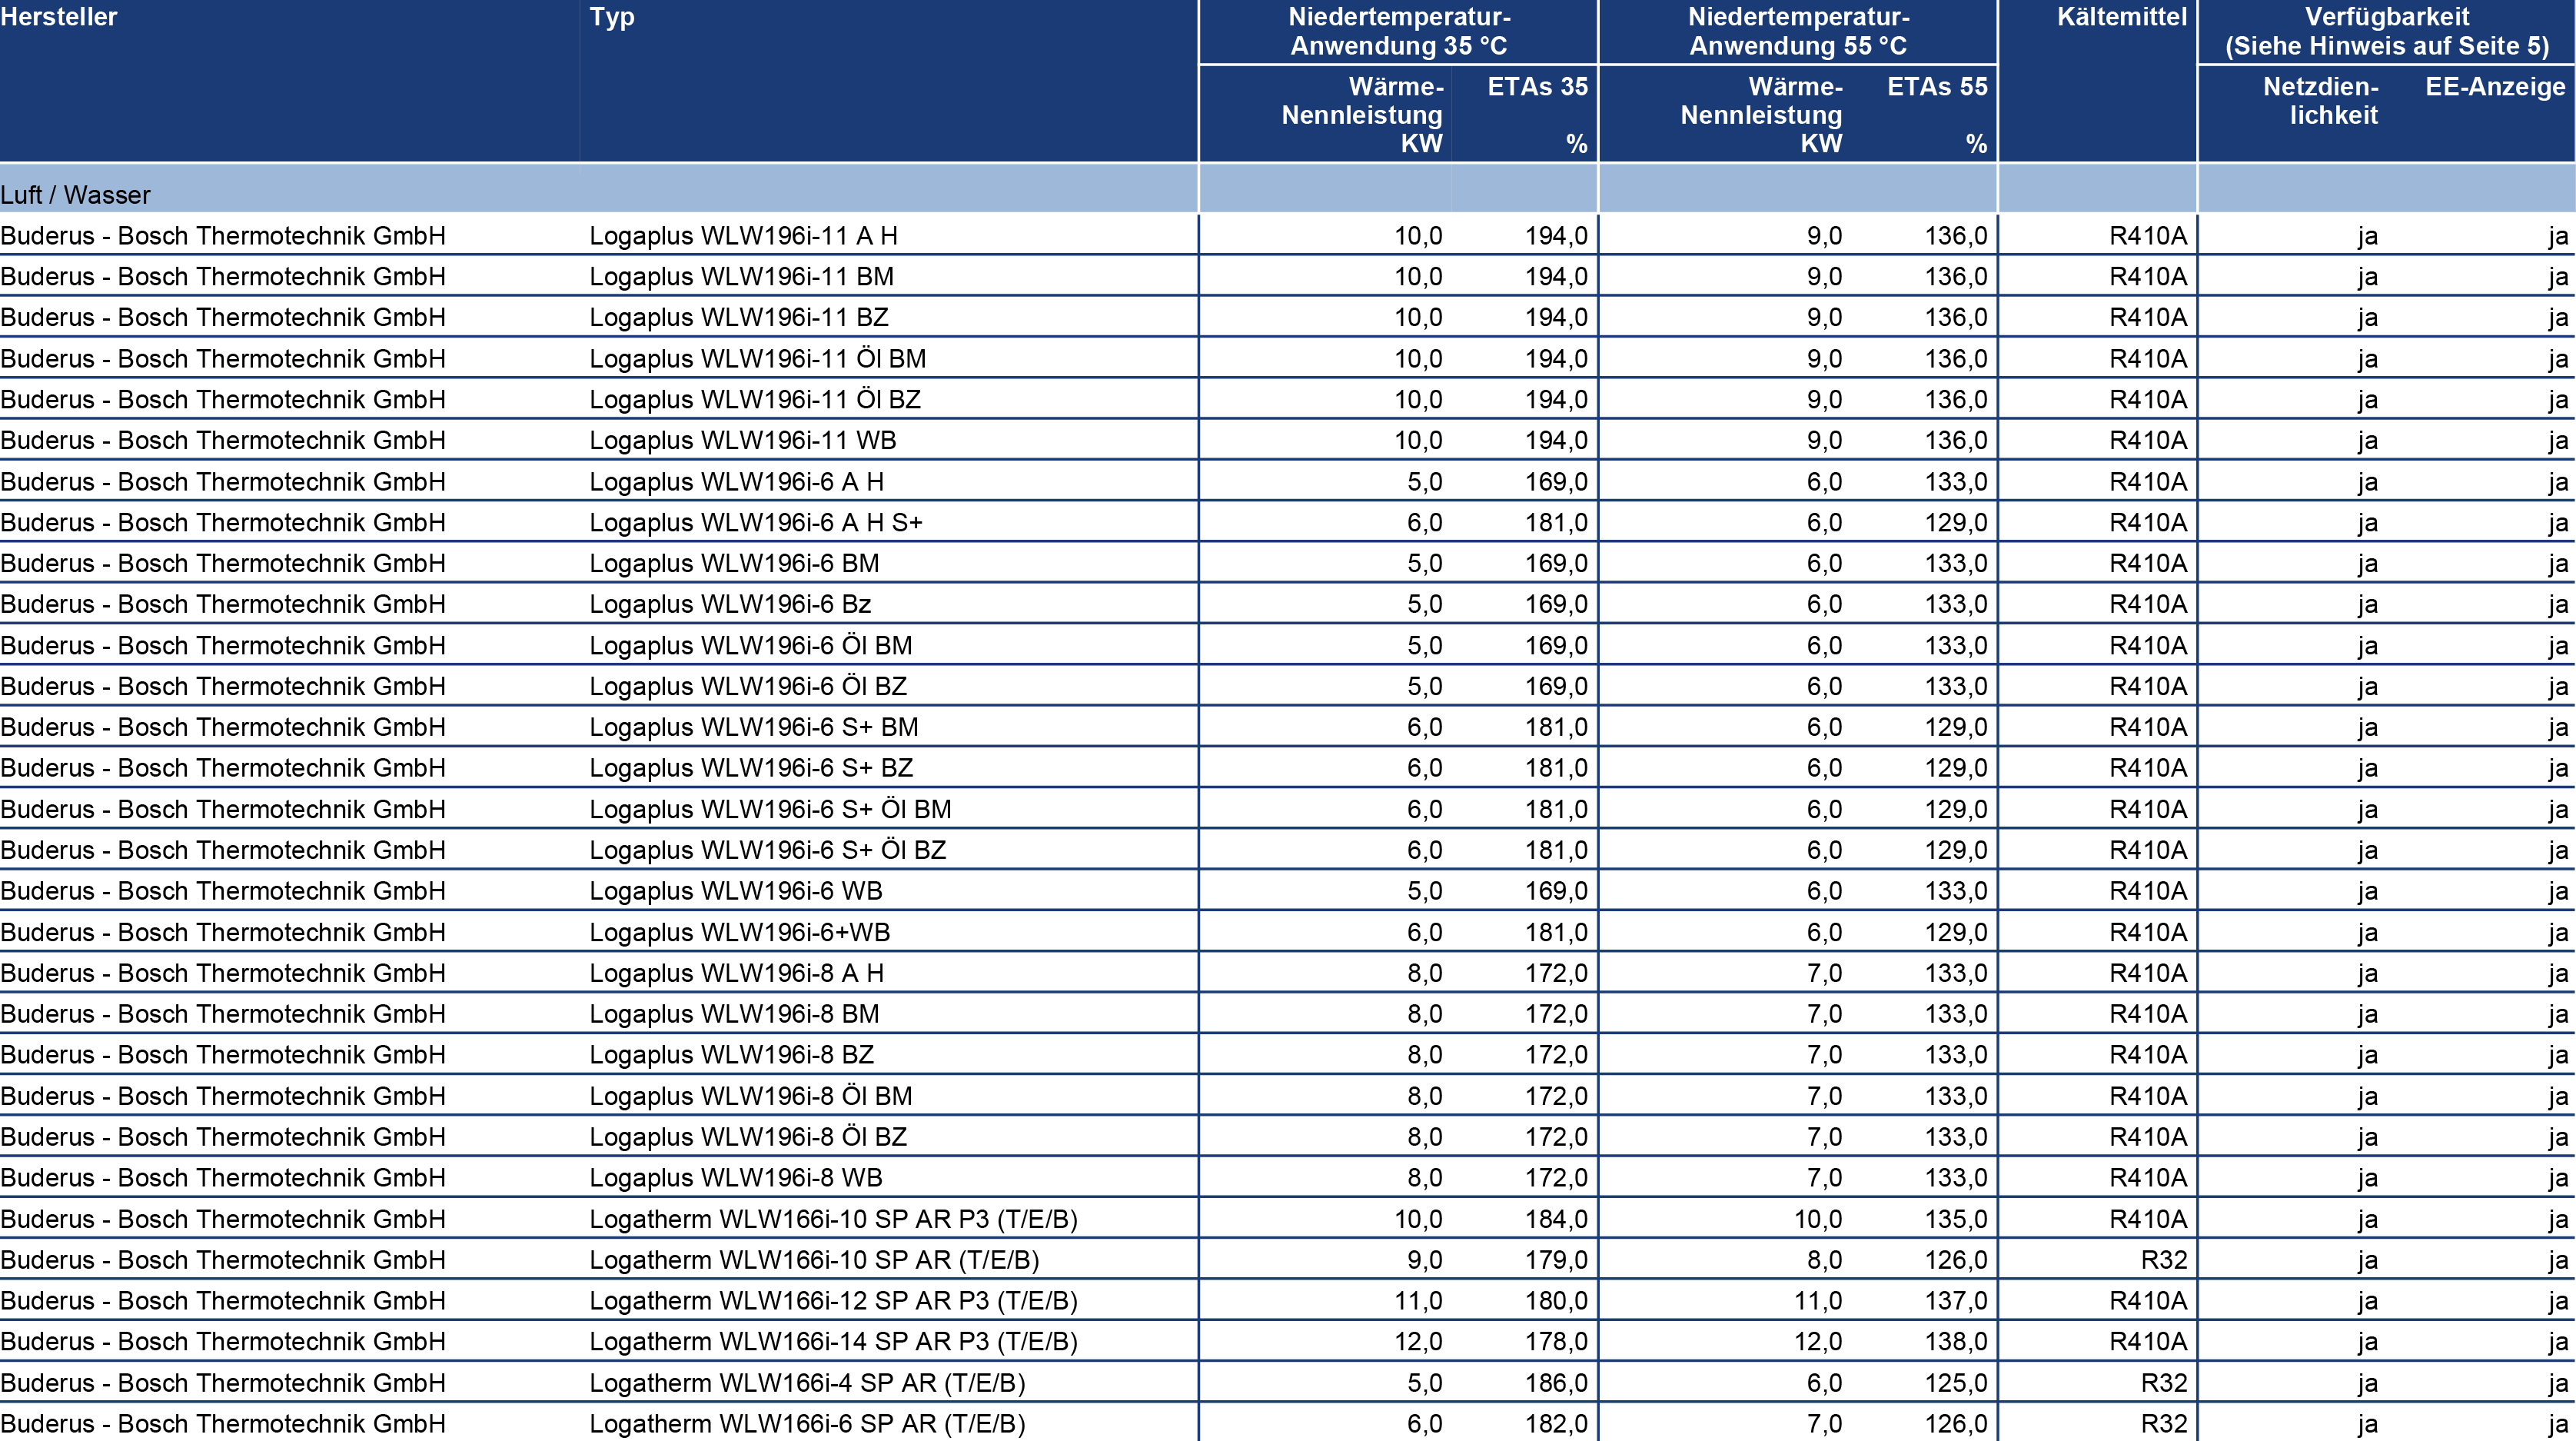 Hersteller Typ Niedertemperatur- Niedertemperatur- Kältemittel Verfügbarkeit
Anwendung 35 °C Anwendung 55 °C (Siehe Hinweis auf Seite 5)
Wärme- ETAs 35 Wärme- ETAs 55 Netzdien- EE-Anzeige
Nennleistung Nennleistung lichkeit
KW % KW %
Luft / Wasser
Buderus - Bosch Thermotechnik GmbH Logaplus WLW196i-11 A H 10,0 194,0 9,0 136,0 R410A ja ja
Buderus - Bosch Thermotechnik GmbH Logaplus WLW196i-11 BM 10,0 194,0 9,0 136,0 R410A ja ja
Buderus - Bosch Thermotechnik GmbH Logaplus WLW196i-11 BZ 10,0 194,0 9,0 136,0 R410A ja ja
Buderus - Bosch Thermotechnik GmbH Logaplus WLW196i-11 Öl BM 10,0 194,0 9,0 136,0 R410A ja ja
Buderus - Bosch Thermotechnik GmbH Logaplus WLW196i-11 Öl BZ 10,0 194,0 9,0 136,0 R410A ja ja
Buderus - Bosch Thermotechnik GmbH Logaplus WLW196i-11 WB 10,0 194,0 9,0 136,0 R410A ja ja
Buderus - Bosch Thermotechnik GmbH Logaplus WLW196i-6 A H 5,0 169,0 6,0 133,0 R410A ja ja
Buderus - Bosch Thermotechnik GmbH Logaplus WLW196i-6 A H S+ 6,0 181,0 6,0 129,0 R410A ja ja
Buderus - Bosch Thermotechnik GmbH Logaplus WLW196i-6 BM 5,0 169,0 6,0 133,0 R410A ja ja
Buderus - Bosch Thermotechnik GmbH Logaplus WLW196i-6 Bz 5,0 169,0 6,0 133,0 R410A ja ja
Buderus - Bosch Thermotechnik GmbH Logaplus WLW196i-6 Öl BM 5,0 169,0 6,0 133,0 R410A ja ja
Buderus - Bosch Thermotechnik GmbH Logaplus WLW196i-6 Öl BZ 5,0 169,0 6,0 133,0 R410A ja ja
Buderus - Bosch Thermotechnik GmbH Logaplus WLW196i-6 S+ BM 6,0 181,0 6,0 129,0 R410A ja ja
Buderus - Bosch Thermotechnik GmbH Logaplus WLW196i-6 S+ BZ 6,0 181,0 6,0 129,0 R410A ja ja
Buderus - Bosch Thermotechnik GmbH Logaplus WLW196i-6 S+ Öl BM 6,0 181,0 6,0 129,0 R410A ja ja
Buderus - Bosch Thermotechnik GmbH Logaplus WLW196i-6 S+ Öl BZ 6,0 181,0 6,0 129,0 R410A ja ja
Buderus - Bosch Thermotechnik GmbH Logaplus WLW196i-6 WB 5,0 169,0 6,0 133,0 R410A ja ja
Buderus - Bosch Thermotechnik GmbH Logaplus WLW196i-6+WB 6,0 181,0 6,0 129,0 R410A ja ja
Buderus - Bosch Thermotechnik GmbH Logaplus WLW196i-8 A H 8,0 172,0 7,0 133,0 R410A ja ja
Buderus - Bosch Thermotechnik GmbH Logaplus WLW196i-8 BM 8,0 172,0 7,0 133,0 R410A ja ja
Buderus - Bosch Thermotechnik GmbH Logaplus WLW196i-8 BZ 8,0 172,0 7,0 133,0 R410A ja ja
Buderus - Bosch Thermotechnik GmbH Logaplus WLW196i-8 Öl BM 8,0 172,0 7,0 133,0 R410A ja ja
Buderus - Bosch Thermotechnik GmbH Logaplus WLW196i-8 Öl BZ 8,0 172,0 7,0 133,0 R410A ja ja
Buderus - Bosch Thermotechnik GmbH Logaplus WLW196i-8 WB 8,0 172,0 7,0 133,0 R410A ja ja
Buderus - Bosch Thermotechnik GmbH Logatherm WLW166i-10 SP AR P3 (T/E/B) 10,0 184,0 10,0 135,0 R410A ja ja
Buderus - Bosch Thermotechnik GmbH Logatherm WLW166i-10 SP AR (T/E/B) 9,0 179,0 8,0 126,0 R32 ja ja
Buderus - Bosch Thermotechnik GmbH Logatherm WLW166i-12 SP AR P3 (T/E/B) 11,0 180,0 11,0 137,0 R410A ja ja
Buderus - Bosch Thermotechnik GmbH Logatherm WLW166i-14 SP AR P3 (T/E/B) 12,0 178,0 12,0 138,0 R410A ja ja
Buderus - Bosch Thermotechnik GmbH Logatherm WLW166i-4 SP AR (T/E/B) 5,0 186,0 6,0 125,0 R32 ja ja
Buderus - Bosch Thermotechnik GmbH Logatherm WLW166i-6 SP AR (T/E/B) 6,0 182,0 7,0 126,0 R32 ja ja